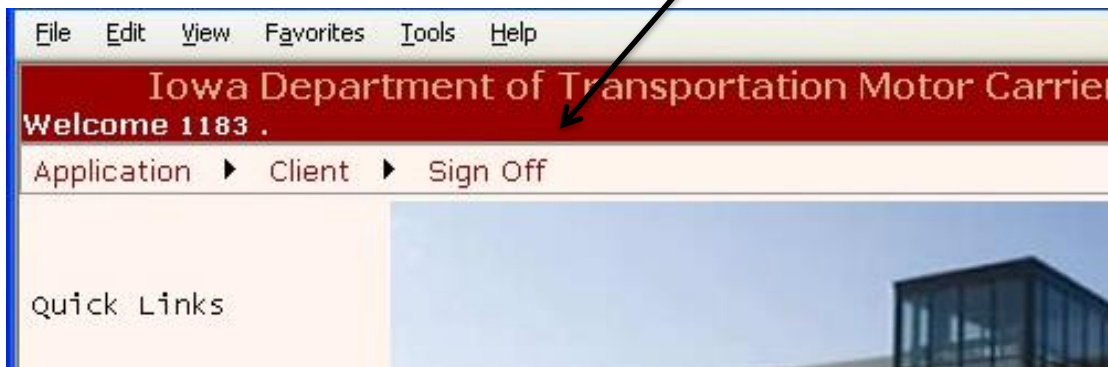 File Edit View Favorites Tools Help
Iowa Department of Transportation Motor Carrier
Welcome 1183 .
Application Client Sign Off
Quick Links